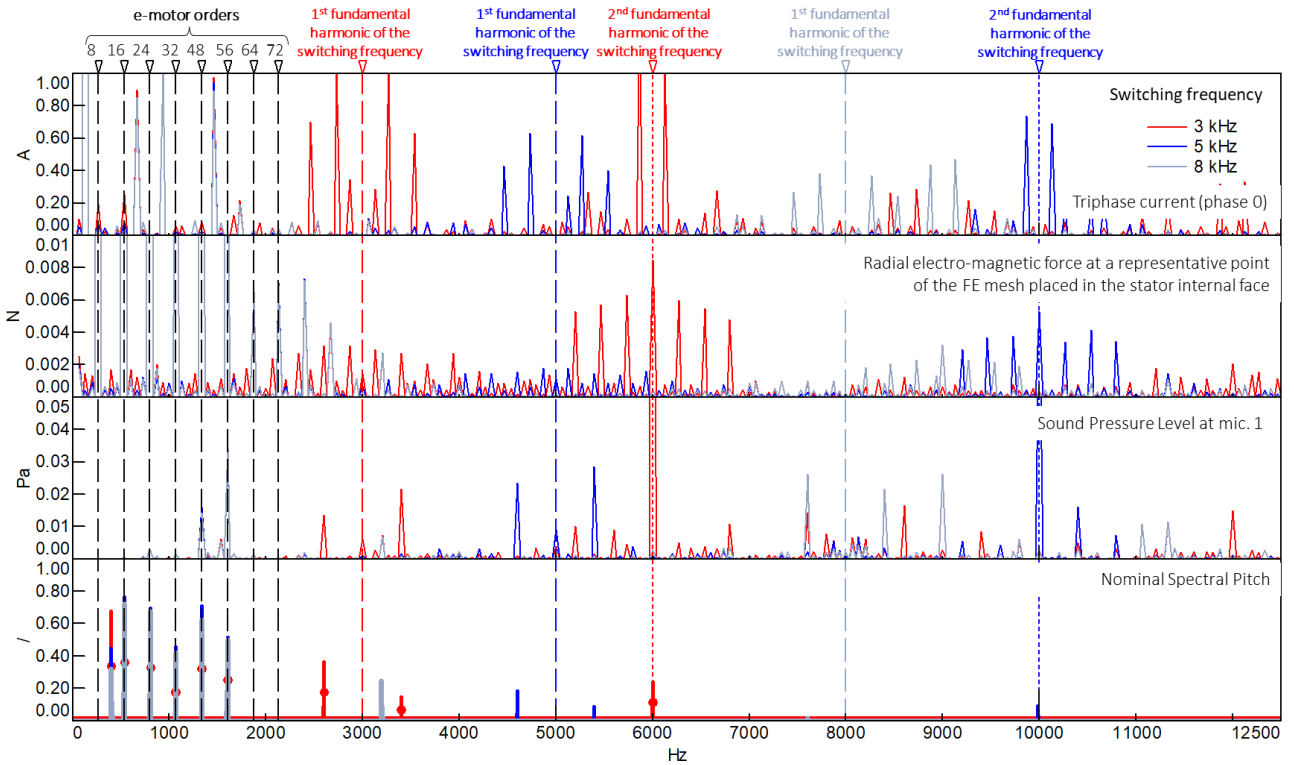 e-motor orders
8 16 24 32 48 56 64 72
1st fundamental
harmonic of the
switching frequency
1st fundamental
harmonic of the
switching frequency
2nd fundamental
harmonic of the
switching frequency
1st fundamental
harmonic of the
switching frequency
2nd fundamental
harmonic of the
switching frequency
1.00
0.80
0.60
0.40
0.20
0.00
A
Switching frequency
3 kHz
5 kHz
8 kHz
Triphase current (phase 0)
0.01
0.008
0.006
0.004
0.002
0.00
N
Radial electro-magnetic force at a representative point
of the FE mesh placed in the stator internal face
0.05
0.04
0.03
0.02
0.01
0.00
Pa
Sound Pressure Level at mic. 1
1.00
0.80
0.60
0.40
0.20
0.00
/
Nominal Spectral Pitch
0 1000 2000 3000 4000 5000 6000 7000 8000 9000 10000 11000 12500
Hz